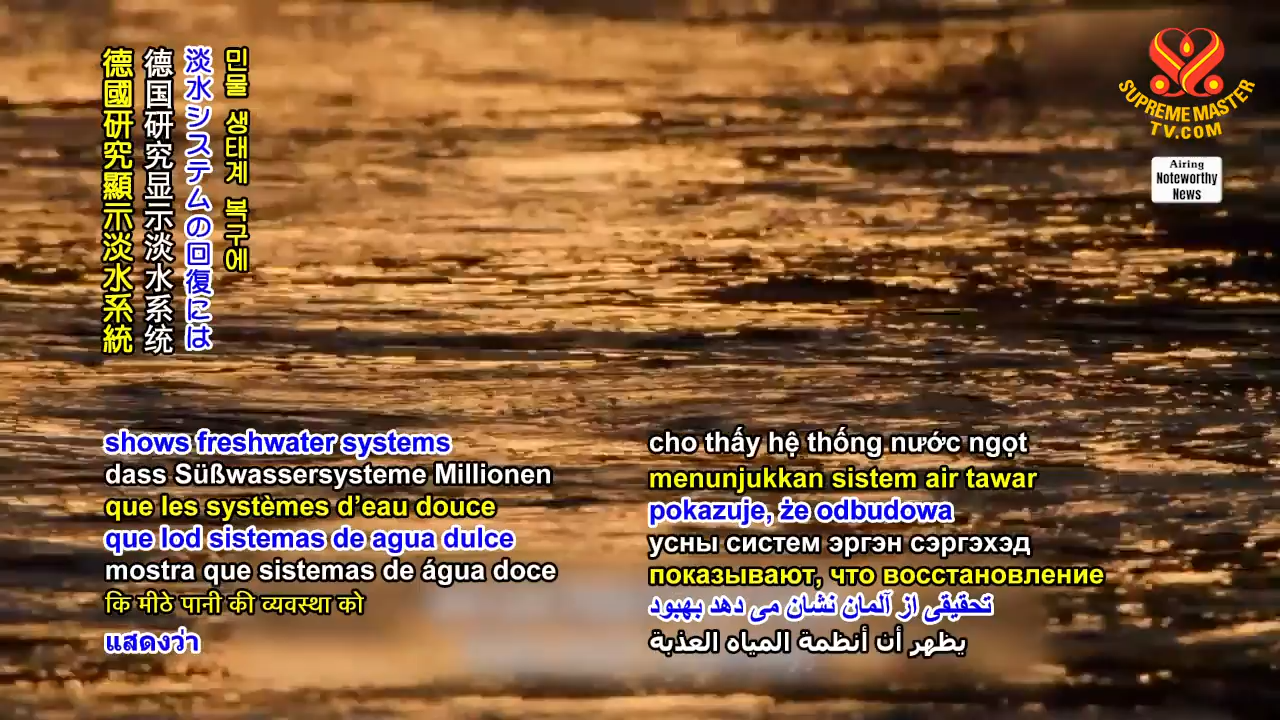 德國研究顯示淡水系統
德国研究显示淡水系统
淡水システムの回復には
민물 생태계 복구에
SUPREME MASTER
TV.COM
Airing
Noteworthy
News
shows freshwater systems
dass Süßwassersysteme Millionen
que les systèmes d’eau douce
que lod sistemas de agua dulce
mostra que sistemas de água doce
कि मीठे पानी की व्यवस्था को
แสดงว่า
cho thấy hệ thống nước ngọt
menunjukkan sistem air tawar
pokazuje, że odbudowa
усны систем эргэн сэргэхэд
показывают, что восстановление
تحقیقی از آلمان نشان می دهد بهبود
يظهر أن أنظمة المياه العذبة